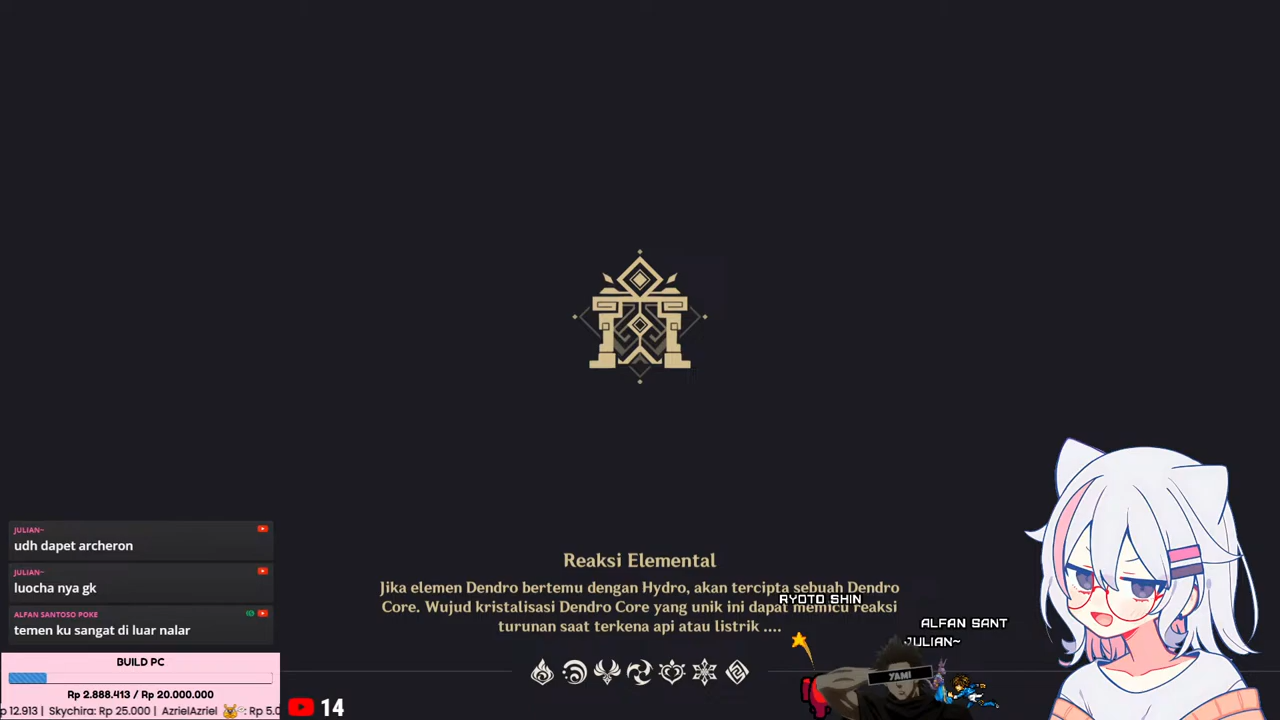 JULIAN~
udh dapet archeron
JULIAN~
luocha nya gk
ALFAN SANTOSO POKE
temen ku sangat di luar nalar
BUILD PC
Rp 2.888.413 / Rp 20.000.000
p 12.913 | Skychira: Rp 25.000 | AzrielAzriel 🐯: Rp 5.0
14
Reaksi Elemental
Jika elemen Dendro bertemu dengan Hydro, akan tercipta sebuah Dendro
Core. Wujud kristalisasi Dendro Core yang unik ini dapat memicu reaksi
turunan saat terkena api atau listrik ....
RYOTO SHIN
ALFAN SANT
JULIAN~
YAMI